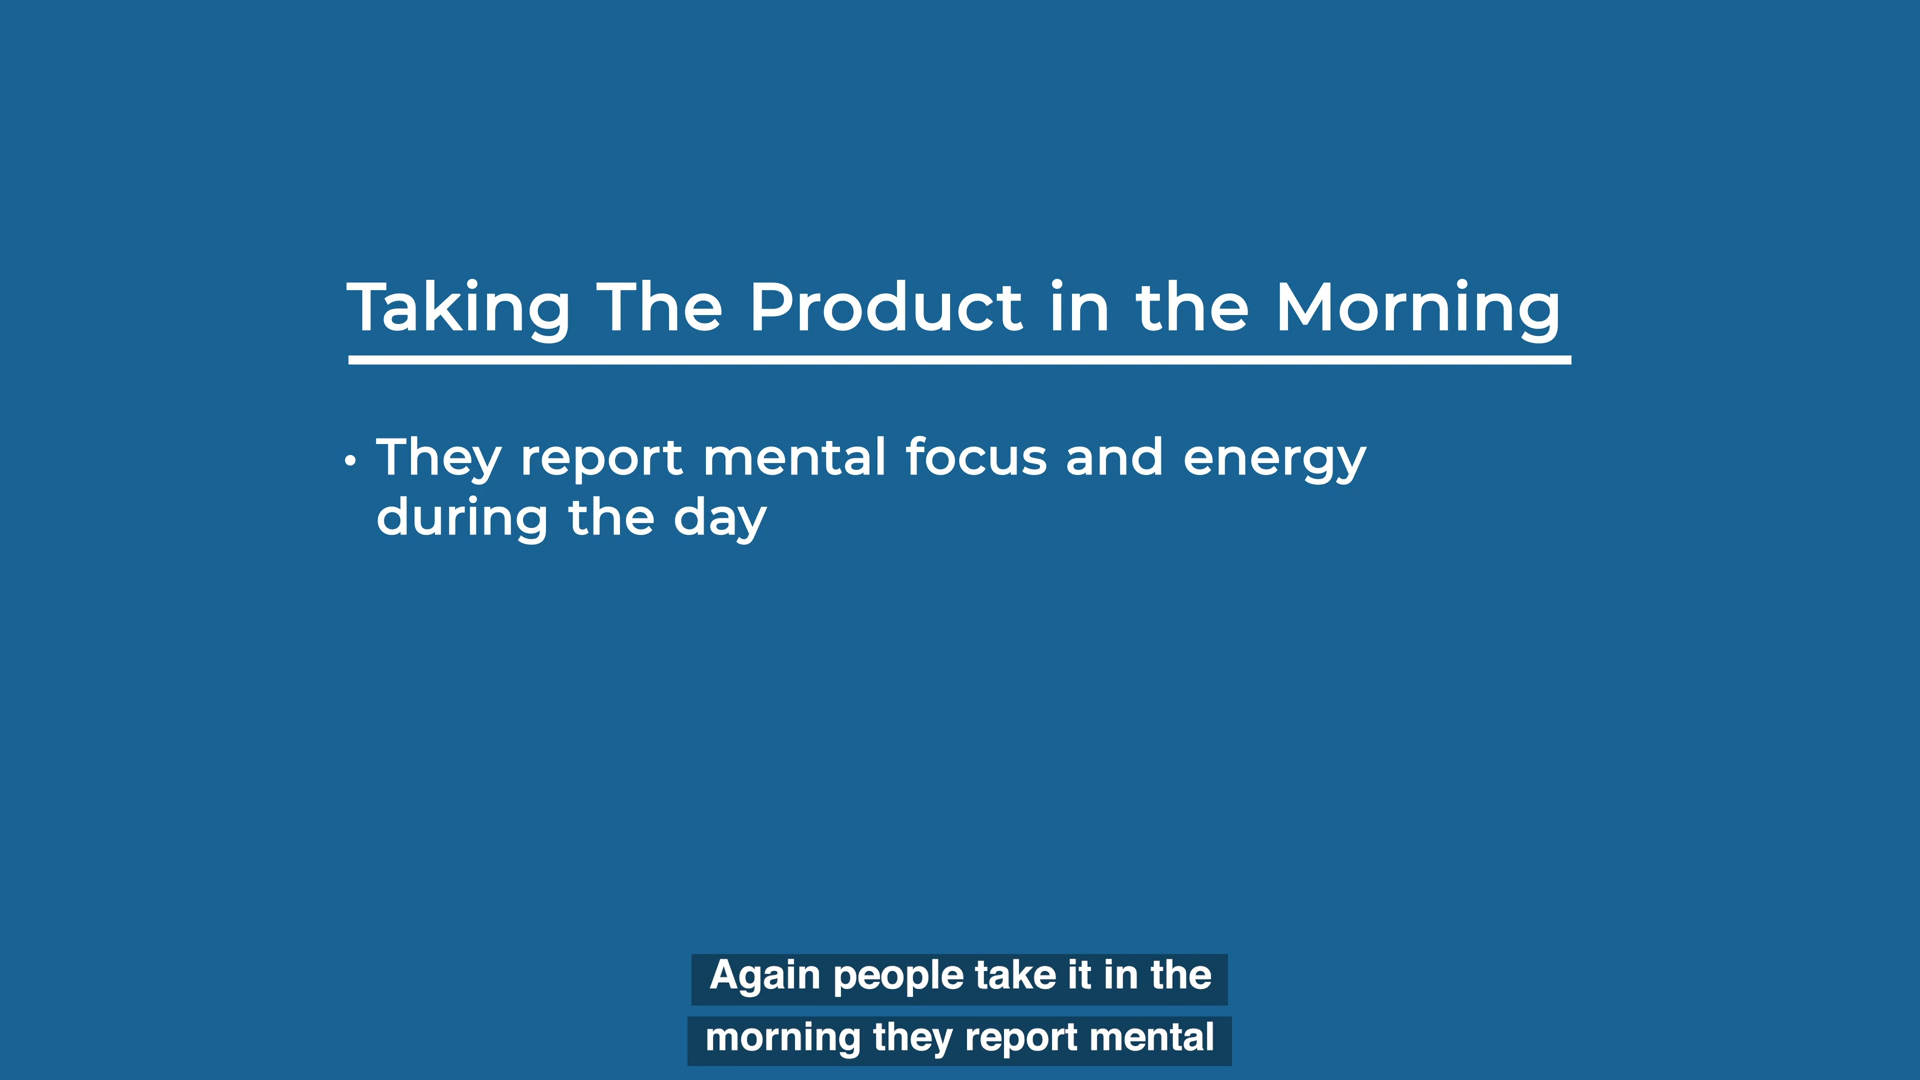 Taking The Product in the Morning
• They report mental focus and energy
during the day
Again people take it in the
morning they report mental